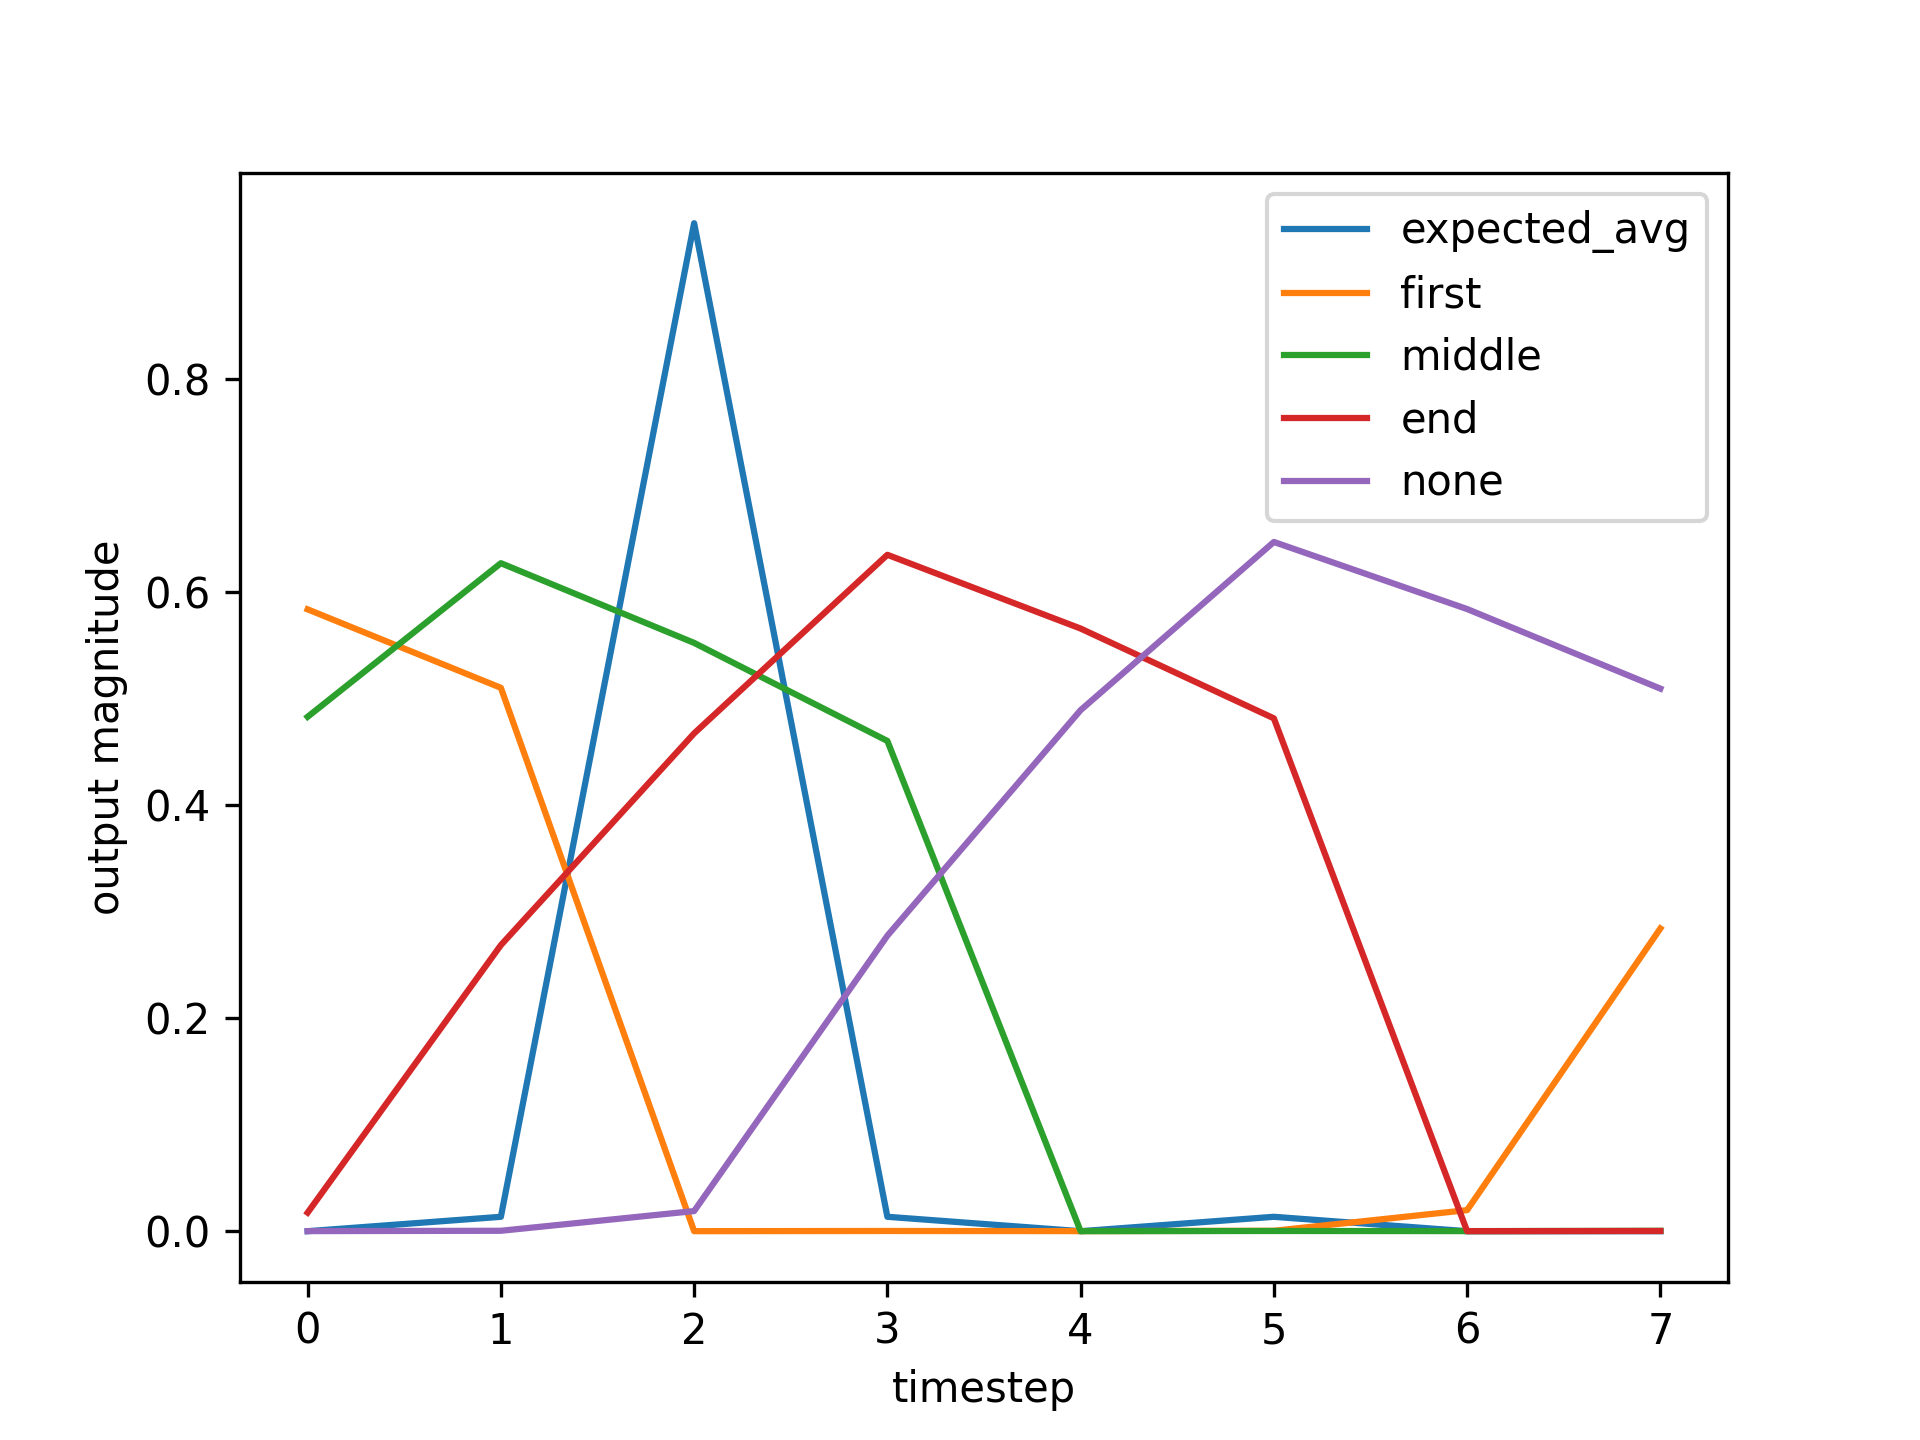 expected_avg
first
middle
end
none
output magnitude
0.8
0.6
0.4
0.2
0.0
0 1 2 3 4 5 6 7
timestep